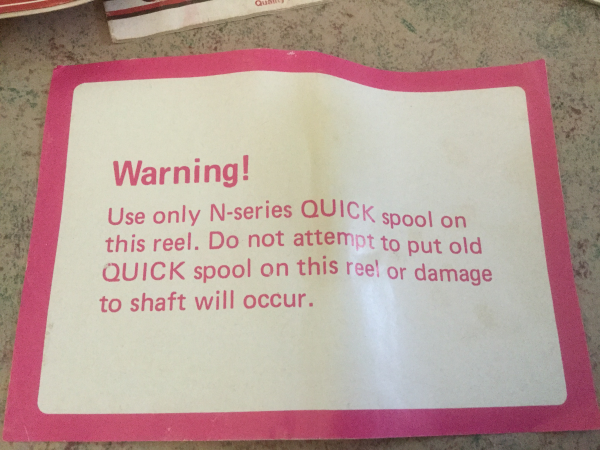 Quality
Warning!
Use only N-series QUICK spool on
this reel. Do not attempt to put old
QUICK spool on this reel or damage
to shaft will occur.